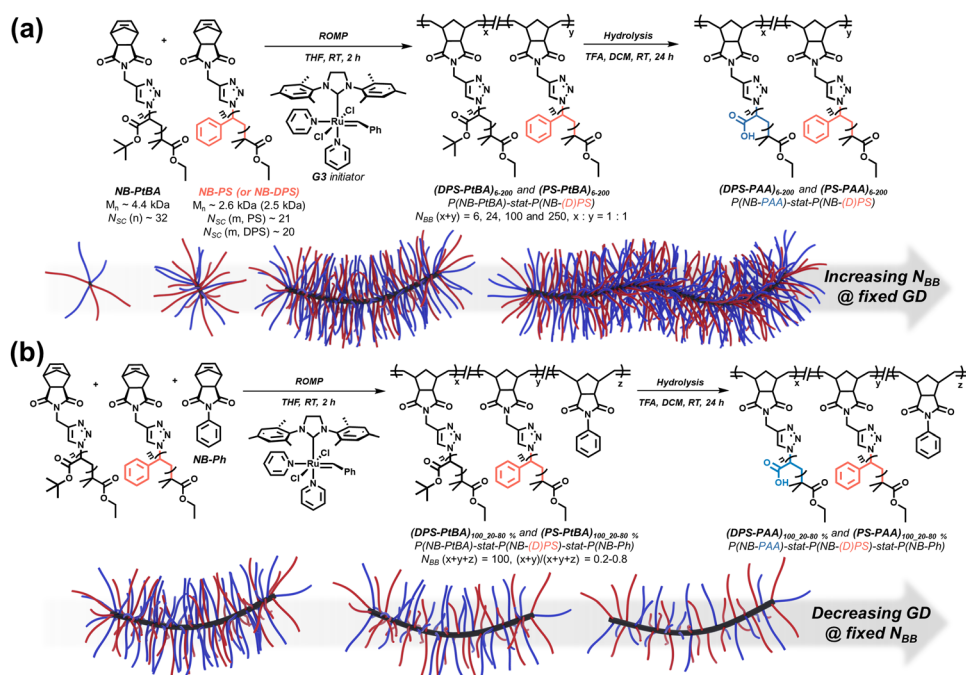 (a)
+
ROMP
THF, RT, 2 h
Hydrolysis
TFA, DCM, RT, 24 h
G3 initiator
NB-PtBA
Mn ~ 4.4 kDa
NSC (n) ~ 32
NB-PS (or NB-DPS)
Mn ~ 2.6 kDa (2.5 kDa)
NSC (m, PS) ~ 21
NSC (m, DPS) ~ 20
(DPS-PtBA)6-200 and (PS-PtBA)6-200
P(NB-PtBA)-stat-P(NB-(D)PS)
NBB (x+y) = 6, 24, 100 and 250, x : y = 1 : 1
(DPS-PAA)6-200 and (PS-PAA)6-200
P(NB-PAA)-stat-P(NB-(D)PS)
Increasing NBB
@ fixed GD
(b)
+ +
NB-Ph
ROMP
THF, RT, 2 h
Hydrolysis
TFA, DCM, RT, 24 h
(DPS-PtBA)100_20-80 % and (PS-PtBA)100_20-80 %
P(NB-PtBA)-stat-P(NB-(D)PS)-stat-P(NB-Ph)
NBB (x+y+z) = 100, (x+y)/(x+y+z) = 0.2-0.8
(DPS-PAA)100_20-80 % and (PS-PAA)100_20-80 %
P(NB-PAA)-stat-P(NB-(D)PS)-stat-P(NB-Ph)
Decreasing GD
@ fixed NBB